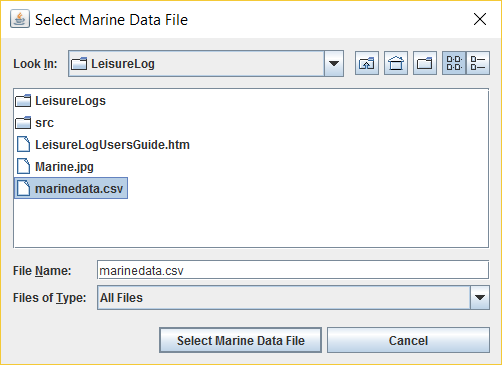 Select Marine Data File
Look In: LeisureLog
LeisureLogs
src
LeisureLogUsersGuide.htm
Marine.jpg
marinedata.csv
File Name: marinedata.csv
Files of Type: All Files
Select Marine Data File Cancel